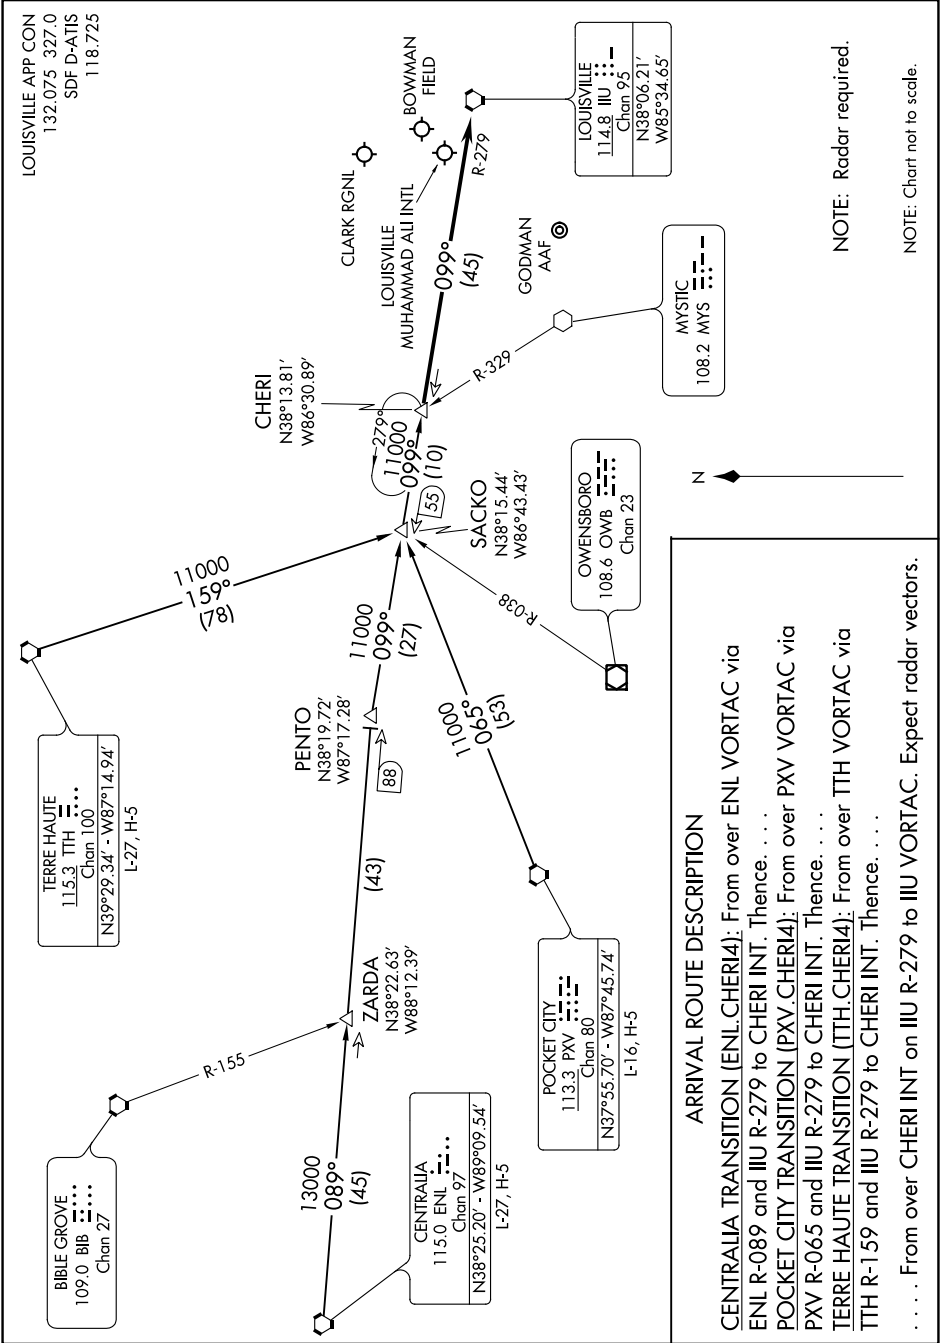 LOUISVILLE APP CON
132.075 327.0
SDF D-ATIS
118.725
TERRE HAUTE
115.3 TTH
Chan 100
N39°29.34' - W87°14.94'
L-27, H-5
11000
159°
(78)
CHERI
N38°13.81'
W86°30.89'
CLARK RGNL
BOWMAN
FIELD
LOUISVILLE
MUHAMMAD ALI INTL
R-279
099°
(45)
LOUISVILLE
114.8 IIU
Chan 95
N38°06.21'
W85°34.65'
GODMAN
AAF
BIBLE GROVE
109.0 BIB
Chan 27
R-155
13000
089°
(45)
ZARDA
N38°22.63'
W88°12.39'
(43)
PENTO
N38°19.72'
W87°17.28'
88
11000
099°
(27)
279°
11000
099°
(10)
55
SACKO
N38°15.44'
W86°43.43'
R-329
MYSTIC
108.2 MYS
CENTRALIA
115.0 ENL
Chan 97
N38°25.20' - W89°09.54'
L-27, H-5
POCKET CITY
113.3 PXV
Chan 80
N37°55.70' - W87°45.74'
L-16, H-5
11000
065°
(53)
R-038
OWENSBORO
108.6 OWB
Chan 23
N
NOTE: Radar required.
NOTE: Chart not to scale.
ARRIVAL ROUTE DESCRIPTION
CENTRALIA TRANSITION (ENL.CHERI4): From over ENL VORTAC via
ENL R-089 and IIU R-279 to CHERI INT. Thence. . . .
POCKET CITY TRANSITION (PXV.CHERI4): From over PXV VORTAC via
PXV R-065 and IIU R-279 to CHERI INT. Thence. . . .
TERRE HAUTE TRANSITION (TTH.CHERI4): From over TTH VORTAC via
TTH R-159 and IIU R-279 to CHERI INT. Thence. . . .
. . . . From over CHERI INT on IIU R-279 to IIU VORTAC. Expect radar vectors.